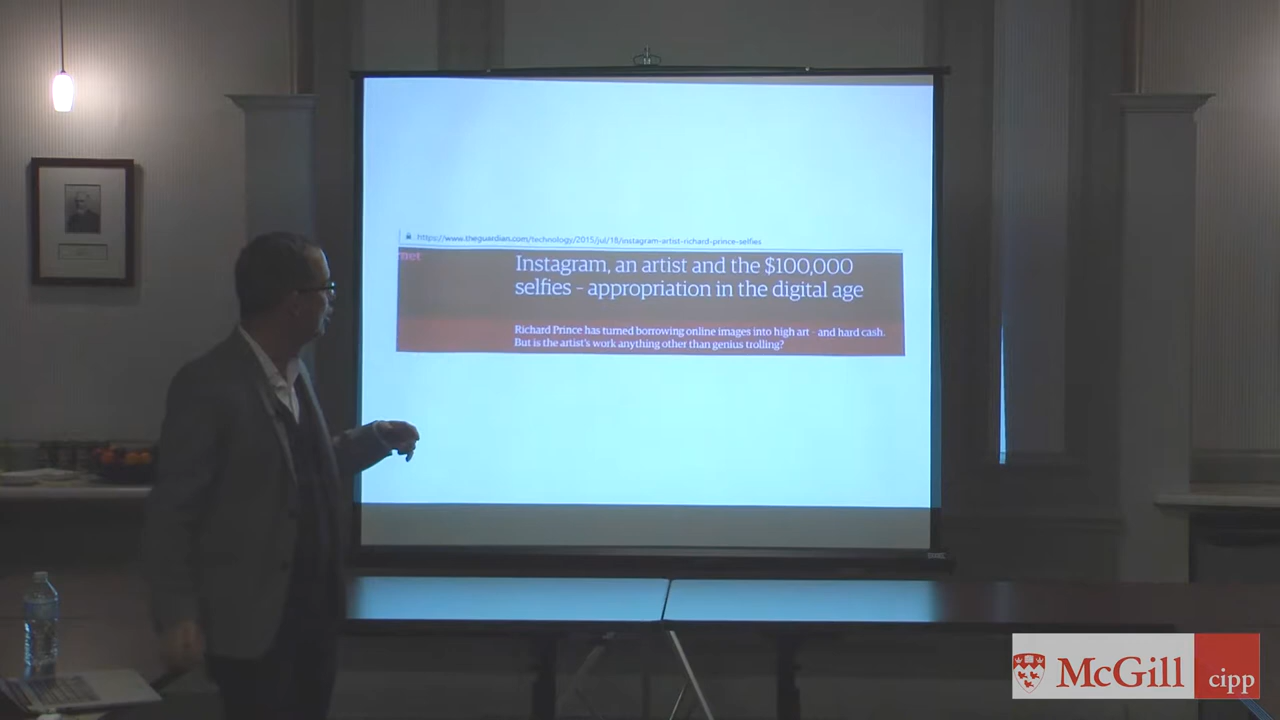 https://www.theguardian.com/technology/2015/jul/18/instagram-artist-richard-prince-selfies
net
Instagram, an artist and the $100,000
selfies – appropriation in the digital age
Richard Prince has turned borrowing online images into high art – and hard cash.
But is the artist's work anything other than genius trolling?
McGill
cipp